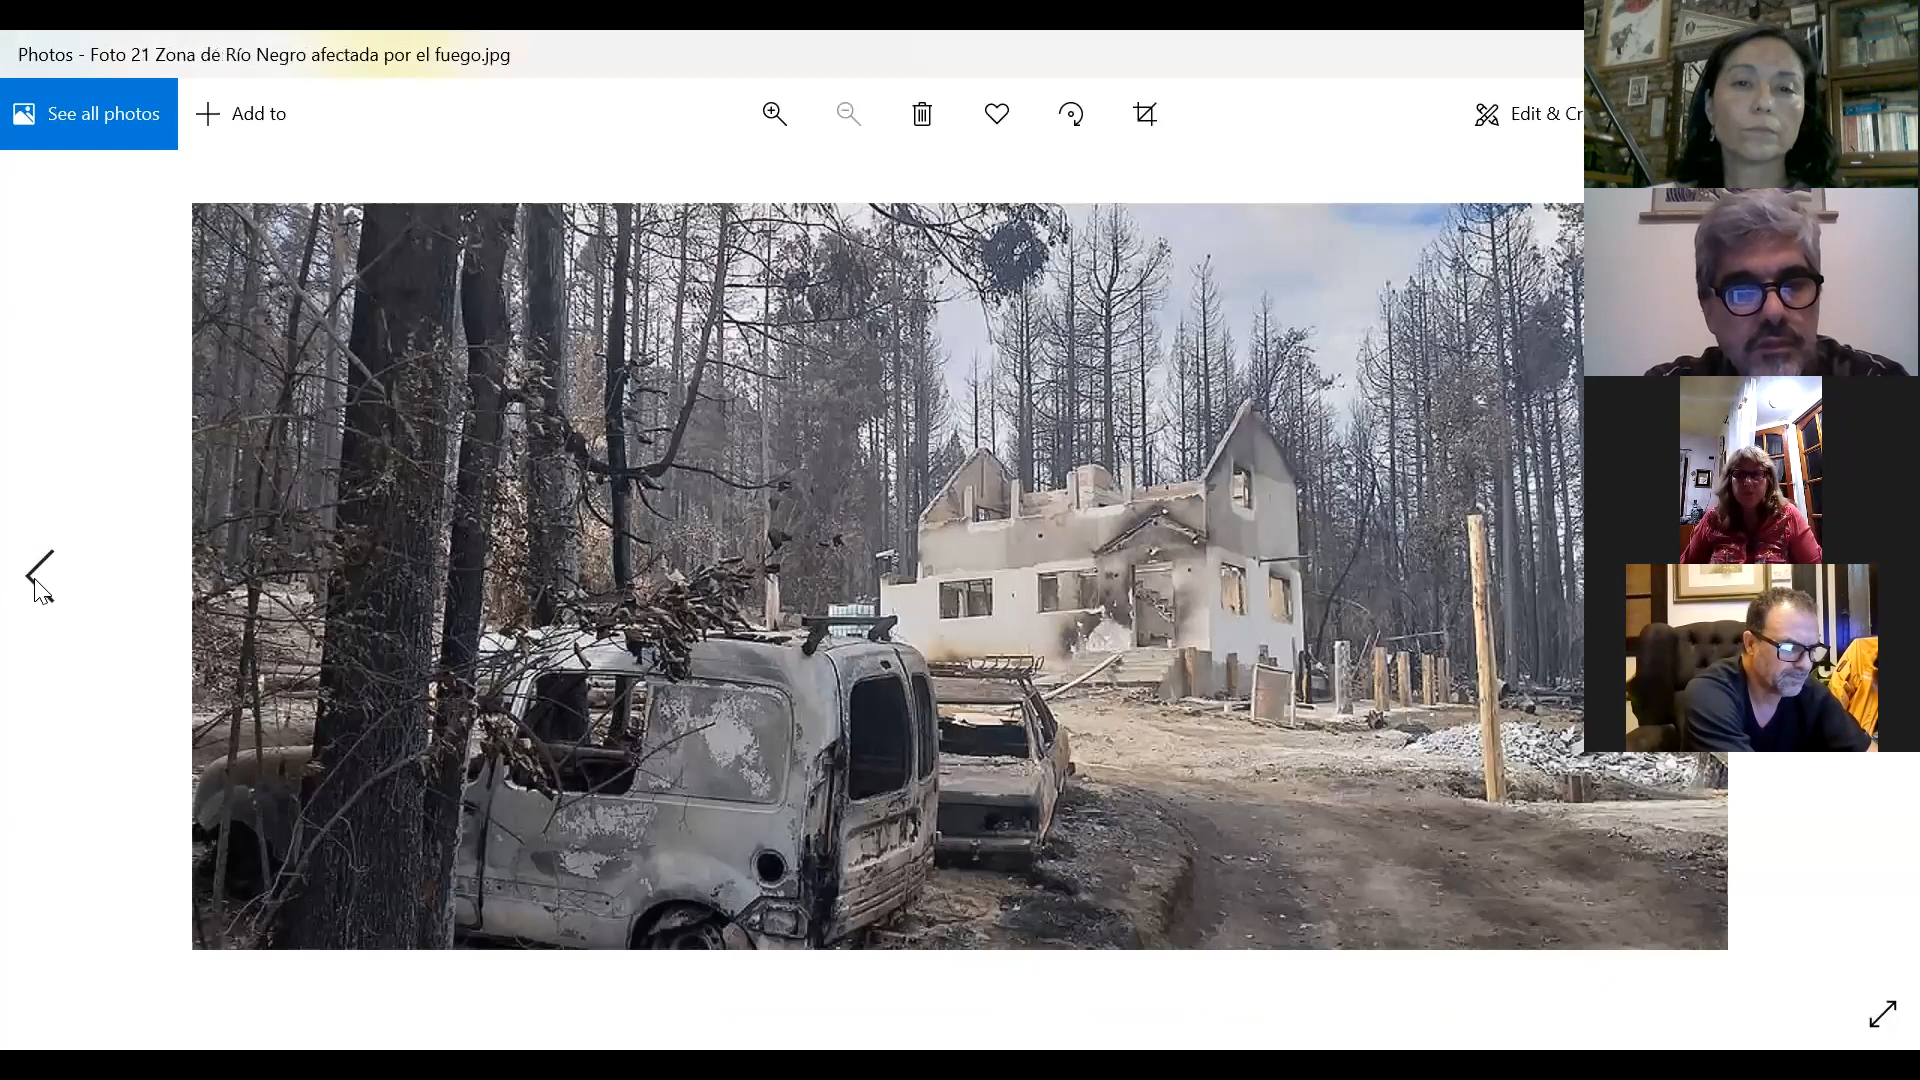 Photos - Foto 21 Zona de Río Negro afectada por el fuego.jpg
See all photos
Add to
Edit & Cr